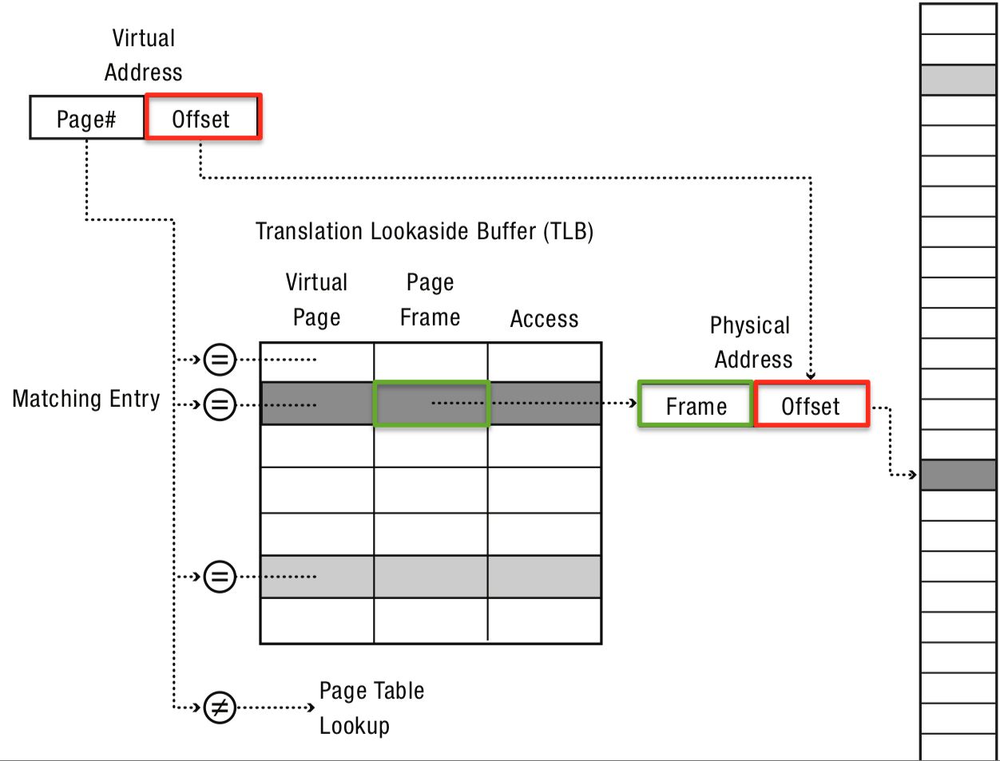 Virtual
Address
Page#
Offset
Translation Lookaside Buffer (TLB)
Virtual
Page
Page
Frame
Access
Physical
Address
=
=
Matching Entry
Frame
Offset
=
≠
Page Table
Lookup